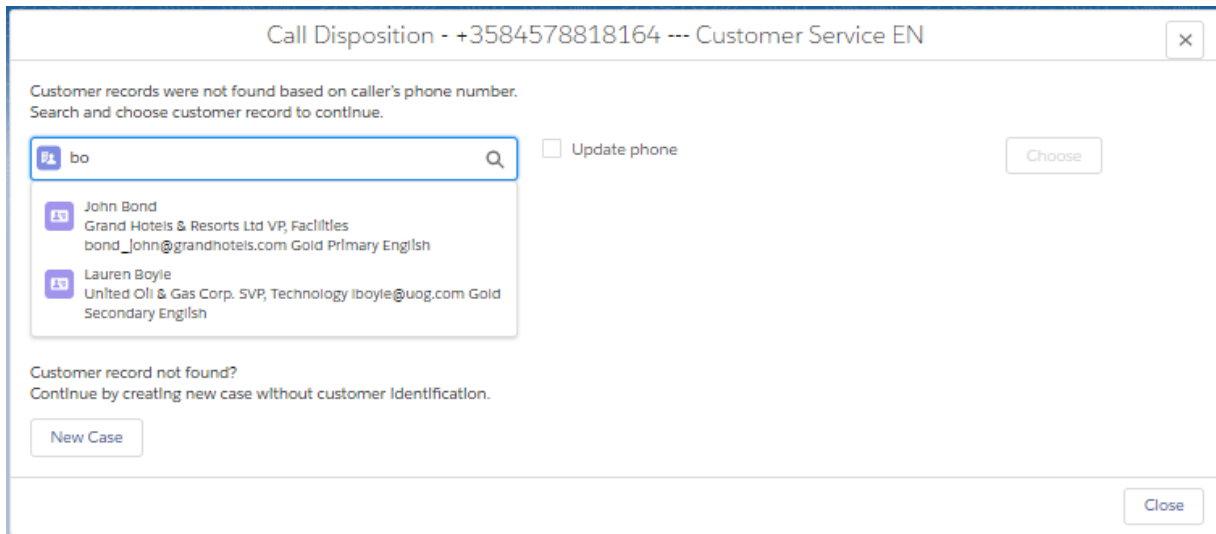 Call Disposition - +3584578818164 --- Customer Service EN
Customer records were not found based on caller's phone number.
Search and choose customer record to continue.
bo
Update phone
Choose
John Bond
Grand Hotels & Resorts Ltd VP, Facilities
bond_john@grandhotels.com Gold Primary English
Lauren Boyle
United Oil & Gas Corp. SVP, Technology lboyle@uog.com Gold
Secondary English
Customer record not found?
Continue by creating new case without customer identification.
New Case
Close